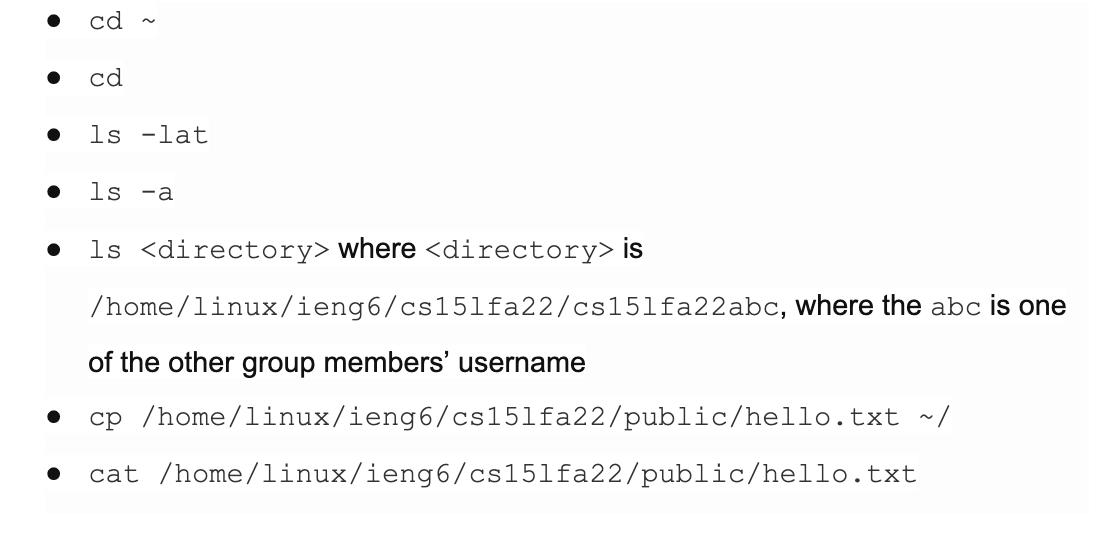 ● cd ~
● cd
● ls -lat
● ls -a
● ls <directory> where <directory> is
/home/linux/ieng6/cs15lfa22/cs15lfa22abc, where the abc is one
of the other group members’ username
● cp /home/linux/ieng6/cs15lfa22/public/hello.txt ~/
● cat /home/linux/ieng6/cs15lfa22/public/hello.txt